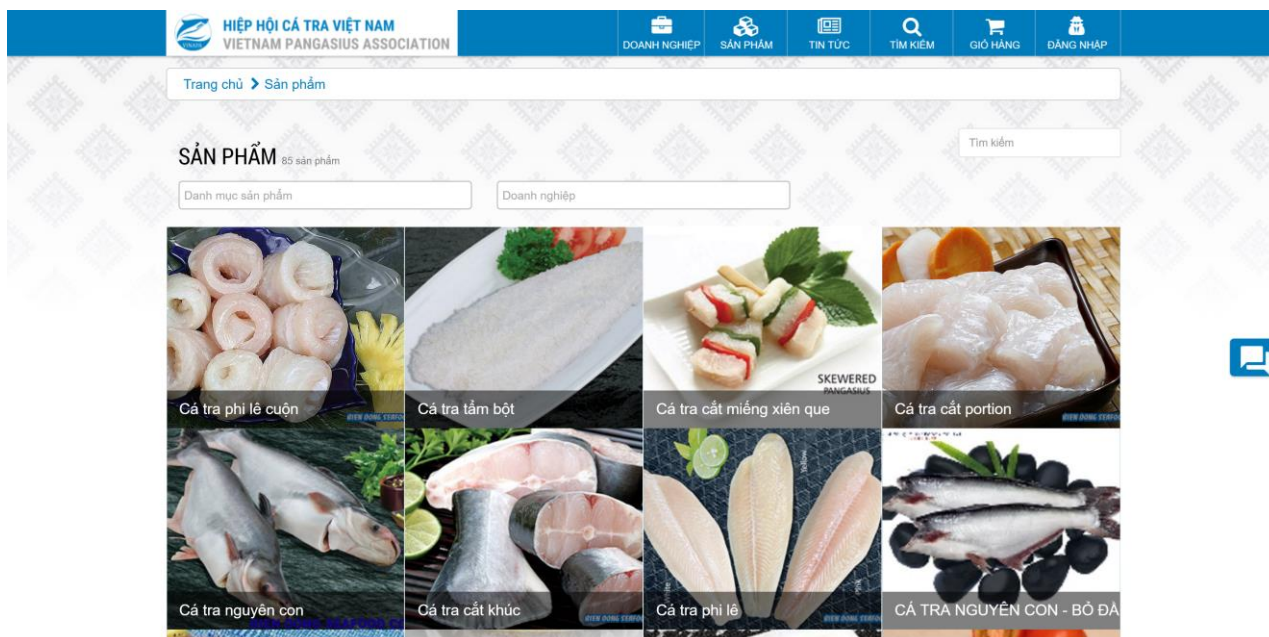 HIỆP HỘI CÁ TRA VIỆT NAM
VIETNAM PANGASIUS ASSOCIATION
DOANH NGHIỆP
SẢN PHẨM
TIN TỨC
TÌM KIẾM
GIỎ HÀNG
ĐĂNG NHẬP
Trang chủ Sản phẩm
Tìm kiếm
SẢN PHẨM 85 sản phẩm
Danh mục sản phẩm
Doanh nghiệp
SKEWERED
PANGASIUS
Cá tra phi lê cuộn
Cá tra tẩm bột
Cá tra cắt miếng xiên que
Cá tra cắt portion
Yellow
Cá tra nguyên con
Cá tra cắt khúc
Cá tra phi lê
CÁ TRA NGUYÊN CON - BỎ ĐÀ